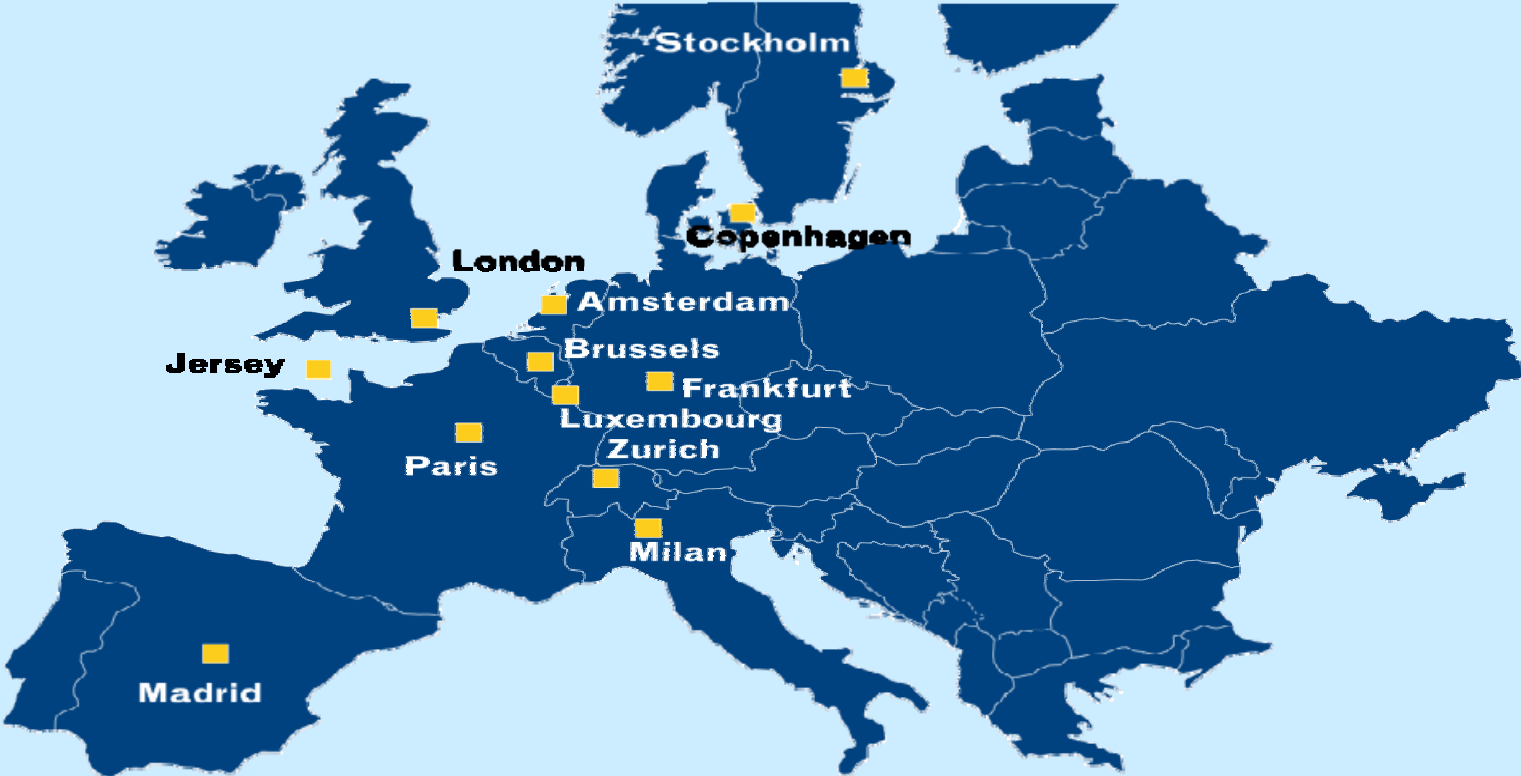 Stockholm
Copenhagen
London
Amsterdam
Brussels
Jersey
Frankfurt
Luxembourg
Zurich
Paris
Milan
Madrid